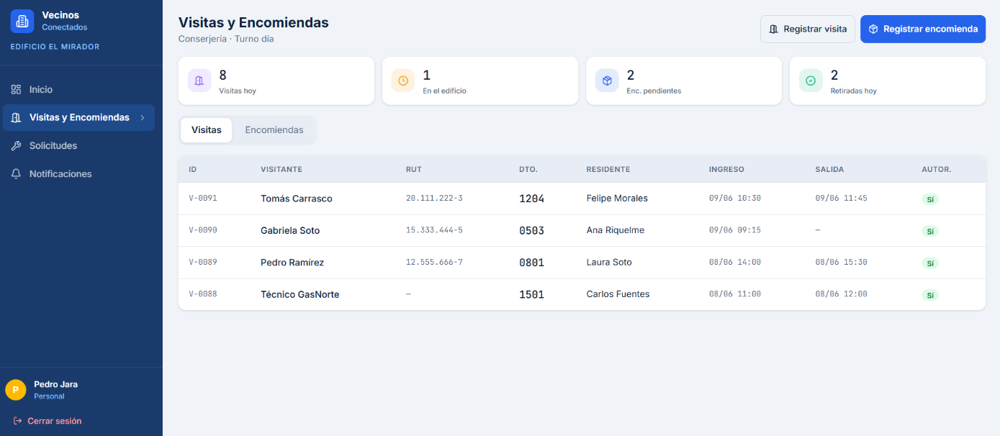 Vecinos
Conectados
EDIFICIO EL MIRADOR
Inicio
Visitas y Encomiendas
Solicitudes
Notificaciones
P
Pedro Jara
Personal
Cerrar sesión
Visitas y Encomiendas
Conserjería · Turno día
Registrar visita
Registrar encomienda
8
Visitas hoy
1
En el edificio
2
Enc. pendientes
2
Retiradas hoy
Visitas Encomiendas
ID VISITANTE RUT DTO. RESIDENTE INGRESO SALIDA AUTOR.
V-0091 Tomás Carrasco 20.111.222-3 1204 Felipe Morales 09/06 10:30 09/06 11:45 Sí
V-0090 Gabriela Soto 15.333.444-5 0503 Ana Riquelme 09/06 09:15 — Sí
V-0089 Pedro Ramírez 12.555.666-7 0801 Laura Soto 08/06 14:00 08/06 15:30 Sí
V-0088 Técnico GasNorte — 1501 Carlos Fuentes 08/06 11:00 08/06 12:00 Sí